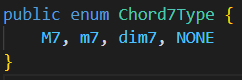 public enum Chord7Type {
    M7, m7, dim7, NONE
}